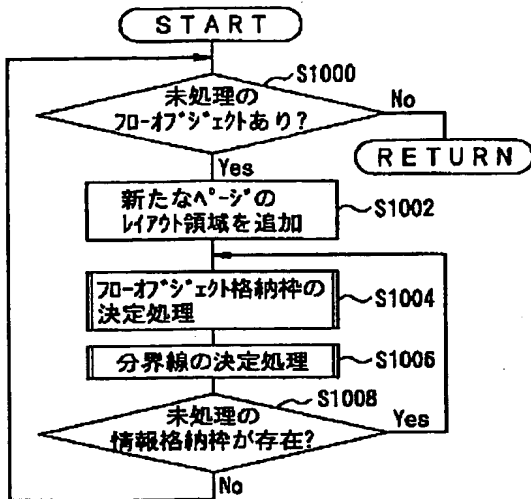 START
S1000
未処理の
フローオブジェクトあり?
No
RETURN
Yes
新たなページの
レイアウト領域を追加
S1002
フローオブジェクト格納枠の
決定処理
S1004
分界線の決定処理
S1006
S1008
未処理の
情報格納枠が存在?
Yes
No